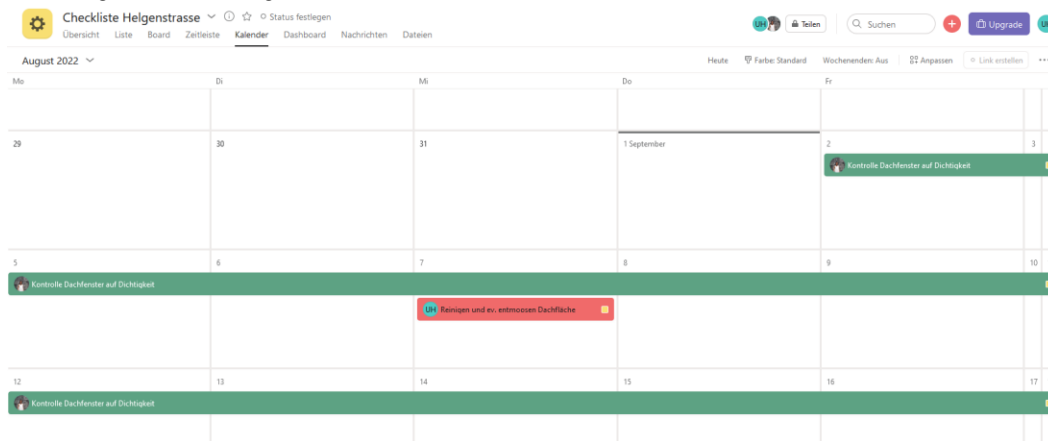 Checkliste Helgenstrasse
Status festlegen
Übersicht Liste Board Zeitleiste Kalender Dashboard Nachrichten Dateien
UH Teilen Suchen Upgrade
August 2022
Heute Farbe: Standard Wochenenden: Aus Anpassen Link erstellen
Mo Di Mi Do Fr
29 30 31 1 September 2 3
Kontrolle Dachfenster auf Dichtigkeit
5 6 7 8 9 10
Kontrolle Dachfenster auf Dichtigkeit
UH Reinigen und ev. entmoosen Dachfläche
12 13 14 15 16 17
Kontrolle Dachfenster auf Dichtigkeit